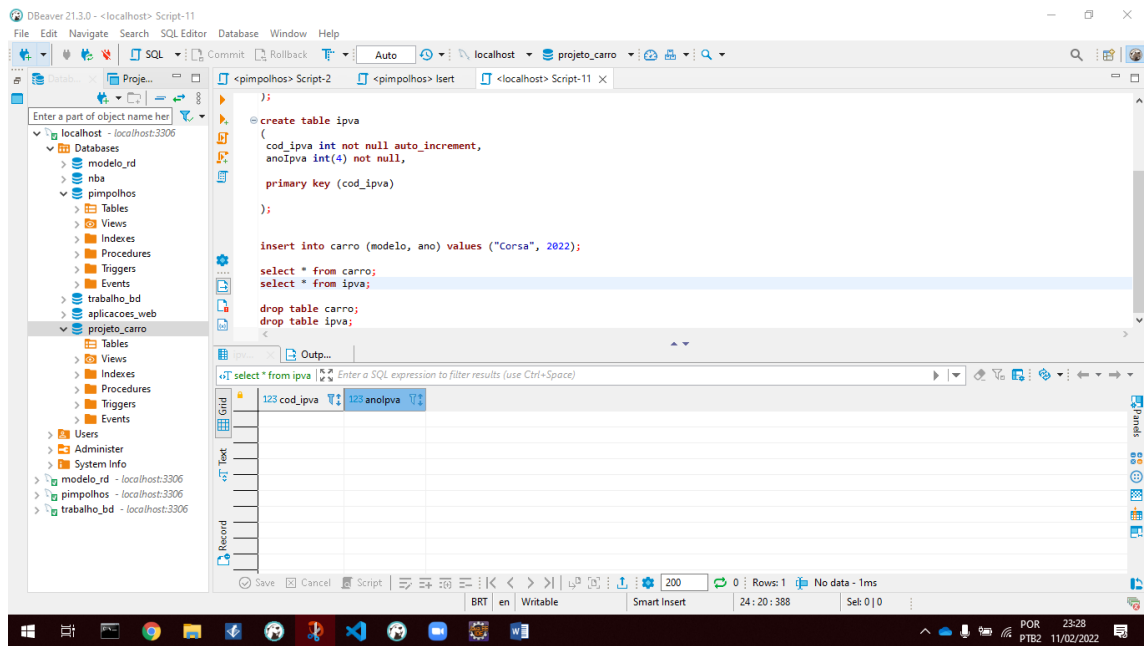 DBeaver 21.3.0 - <localhost> Script-11
File Edit Navigate Search SQL Editor Database Window Help
SQL Commit Rollback Auto localhost projeto_carro
Datab... Proje... <pimpolhos> Script-2 <pimpolhos> Isert <localhost> Script-11
Enter a part of object name her
localhost - localhost:3306
Databases
modelo_rd
nba
pimpolhos
Tables
Views
Indexes
Procedures
Triggers
Events
trabalho_bd
aplicacoes_web
projeto_carro
Tables
Views
Indexes
Procedures
Triggers
Events
Users
Administer
System Info
modelo_rd - localhost:3306
pimpolhos - localhost:3306
trabalho_bd - localhost:3306
);
create table ipva
(
cod_ipva int not null auto_increment,
anoIpva int(4) not null,
primary key (cod_ipva)
);
insert into carro (modelo, ano) values ("Corsa", 2022);
select * from carro;
select * from ipva;
drop table carro;
drop table ipva;
Outp...
select * from ipva Enter a SQL expression to filter results (use Ctrl+Space)
Grid
Text
Record
123 cod_ipva 123 anoIpva
Panels
Save Cancel Script 200 0 Rows: 1 No data - 1ms
BRT en Writable Smart Insert 24 : 20 : 388 Sel: 0 | 0
POR 23:28
PTB2 11/02/2022